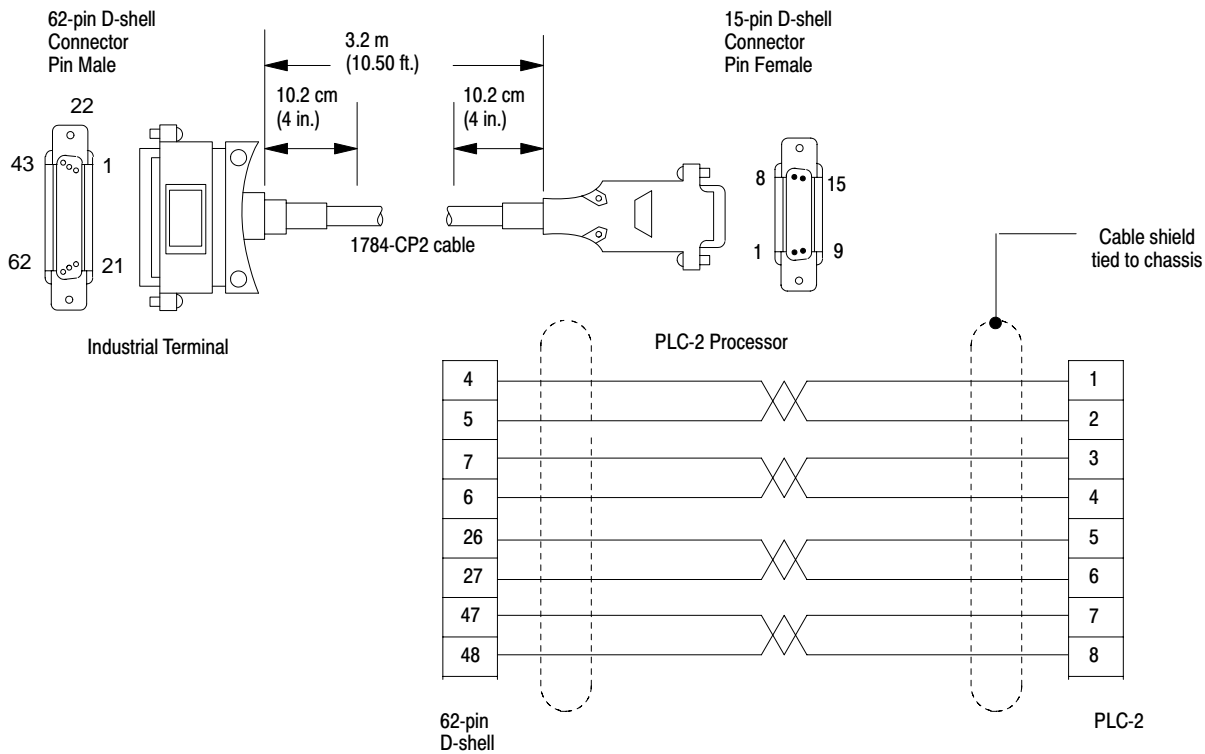 62-pin D-shell
Connector
Pin Male
3.2 m
(10.50 ft.)
15-pin D-shell
Connector
Pin Female
10.2 cm
(4 in.)
10.2 cm
(4 in.)
22
43
1
62
21
8
15
1
9
1784-CP2 cable
Cable shield
tied to chassis
Industrial Terminal
PLC-2 Processor
4
1
5
2
7
3
6
4
26
5
27
6
47
7
48
8
62-pin
D-shell
PLC-2